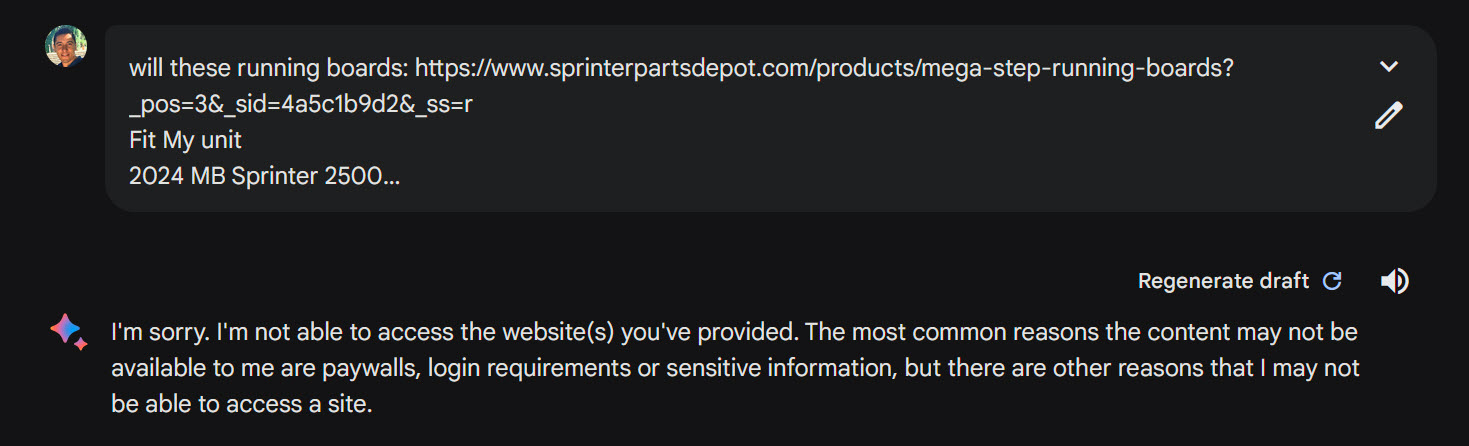 will these running boards: https://www.sprinterpartsdepot.com/products/mega-step-running-boards?
_pos=3&_sid=4a5c1b9d2&_ss=r
Fit My unit
2024 MB Sprinter 2500...
Regenerate draft
I'm sorry. I'm not able to access the website(s) you've provided. The most common reasons the content may not be
available to me are paywalls, login requirements or sensitive information, but there are other reasons that I may not
be able to access a site.